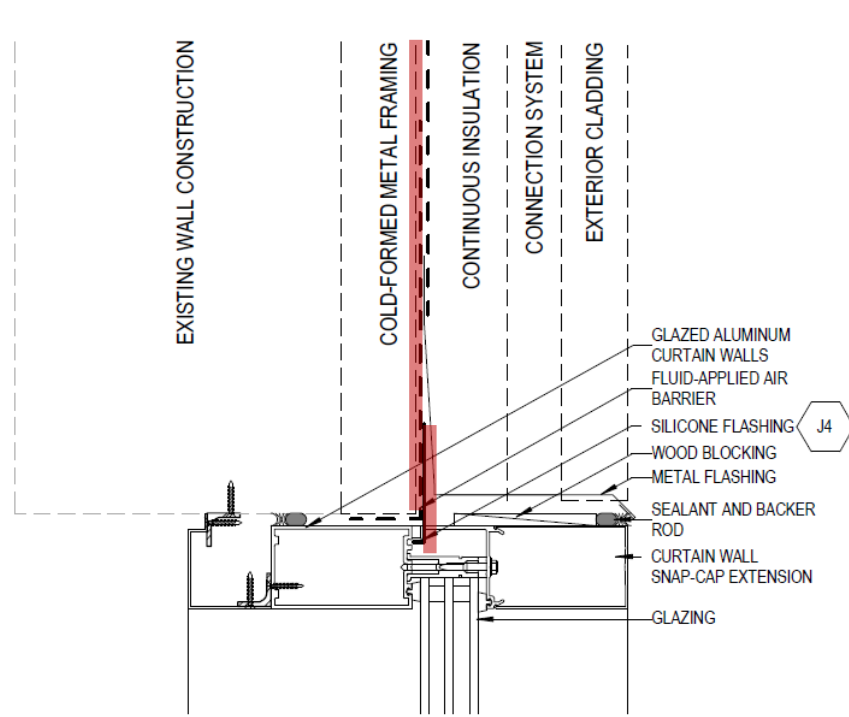 EXISTING WALL CONSTRUCTION
COLD-FORMED METAL FRAMING
CONTINUOUS INSULATION
CONNECTION SYSTEM
EXTERIOR CLADDING
GLAZED ALUMINUM
CURTAIN WALLS
FLUID-APPLIED AIR
BARRIER
SILICONE FLASHING
J4
WOOD BLOCKING
METAL FLASHING
SEALANT AND BACKER
ROD
CURTAIN WALL
SNAP-CAP EXTENSION
GLAZING